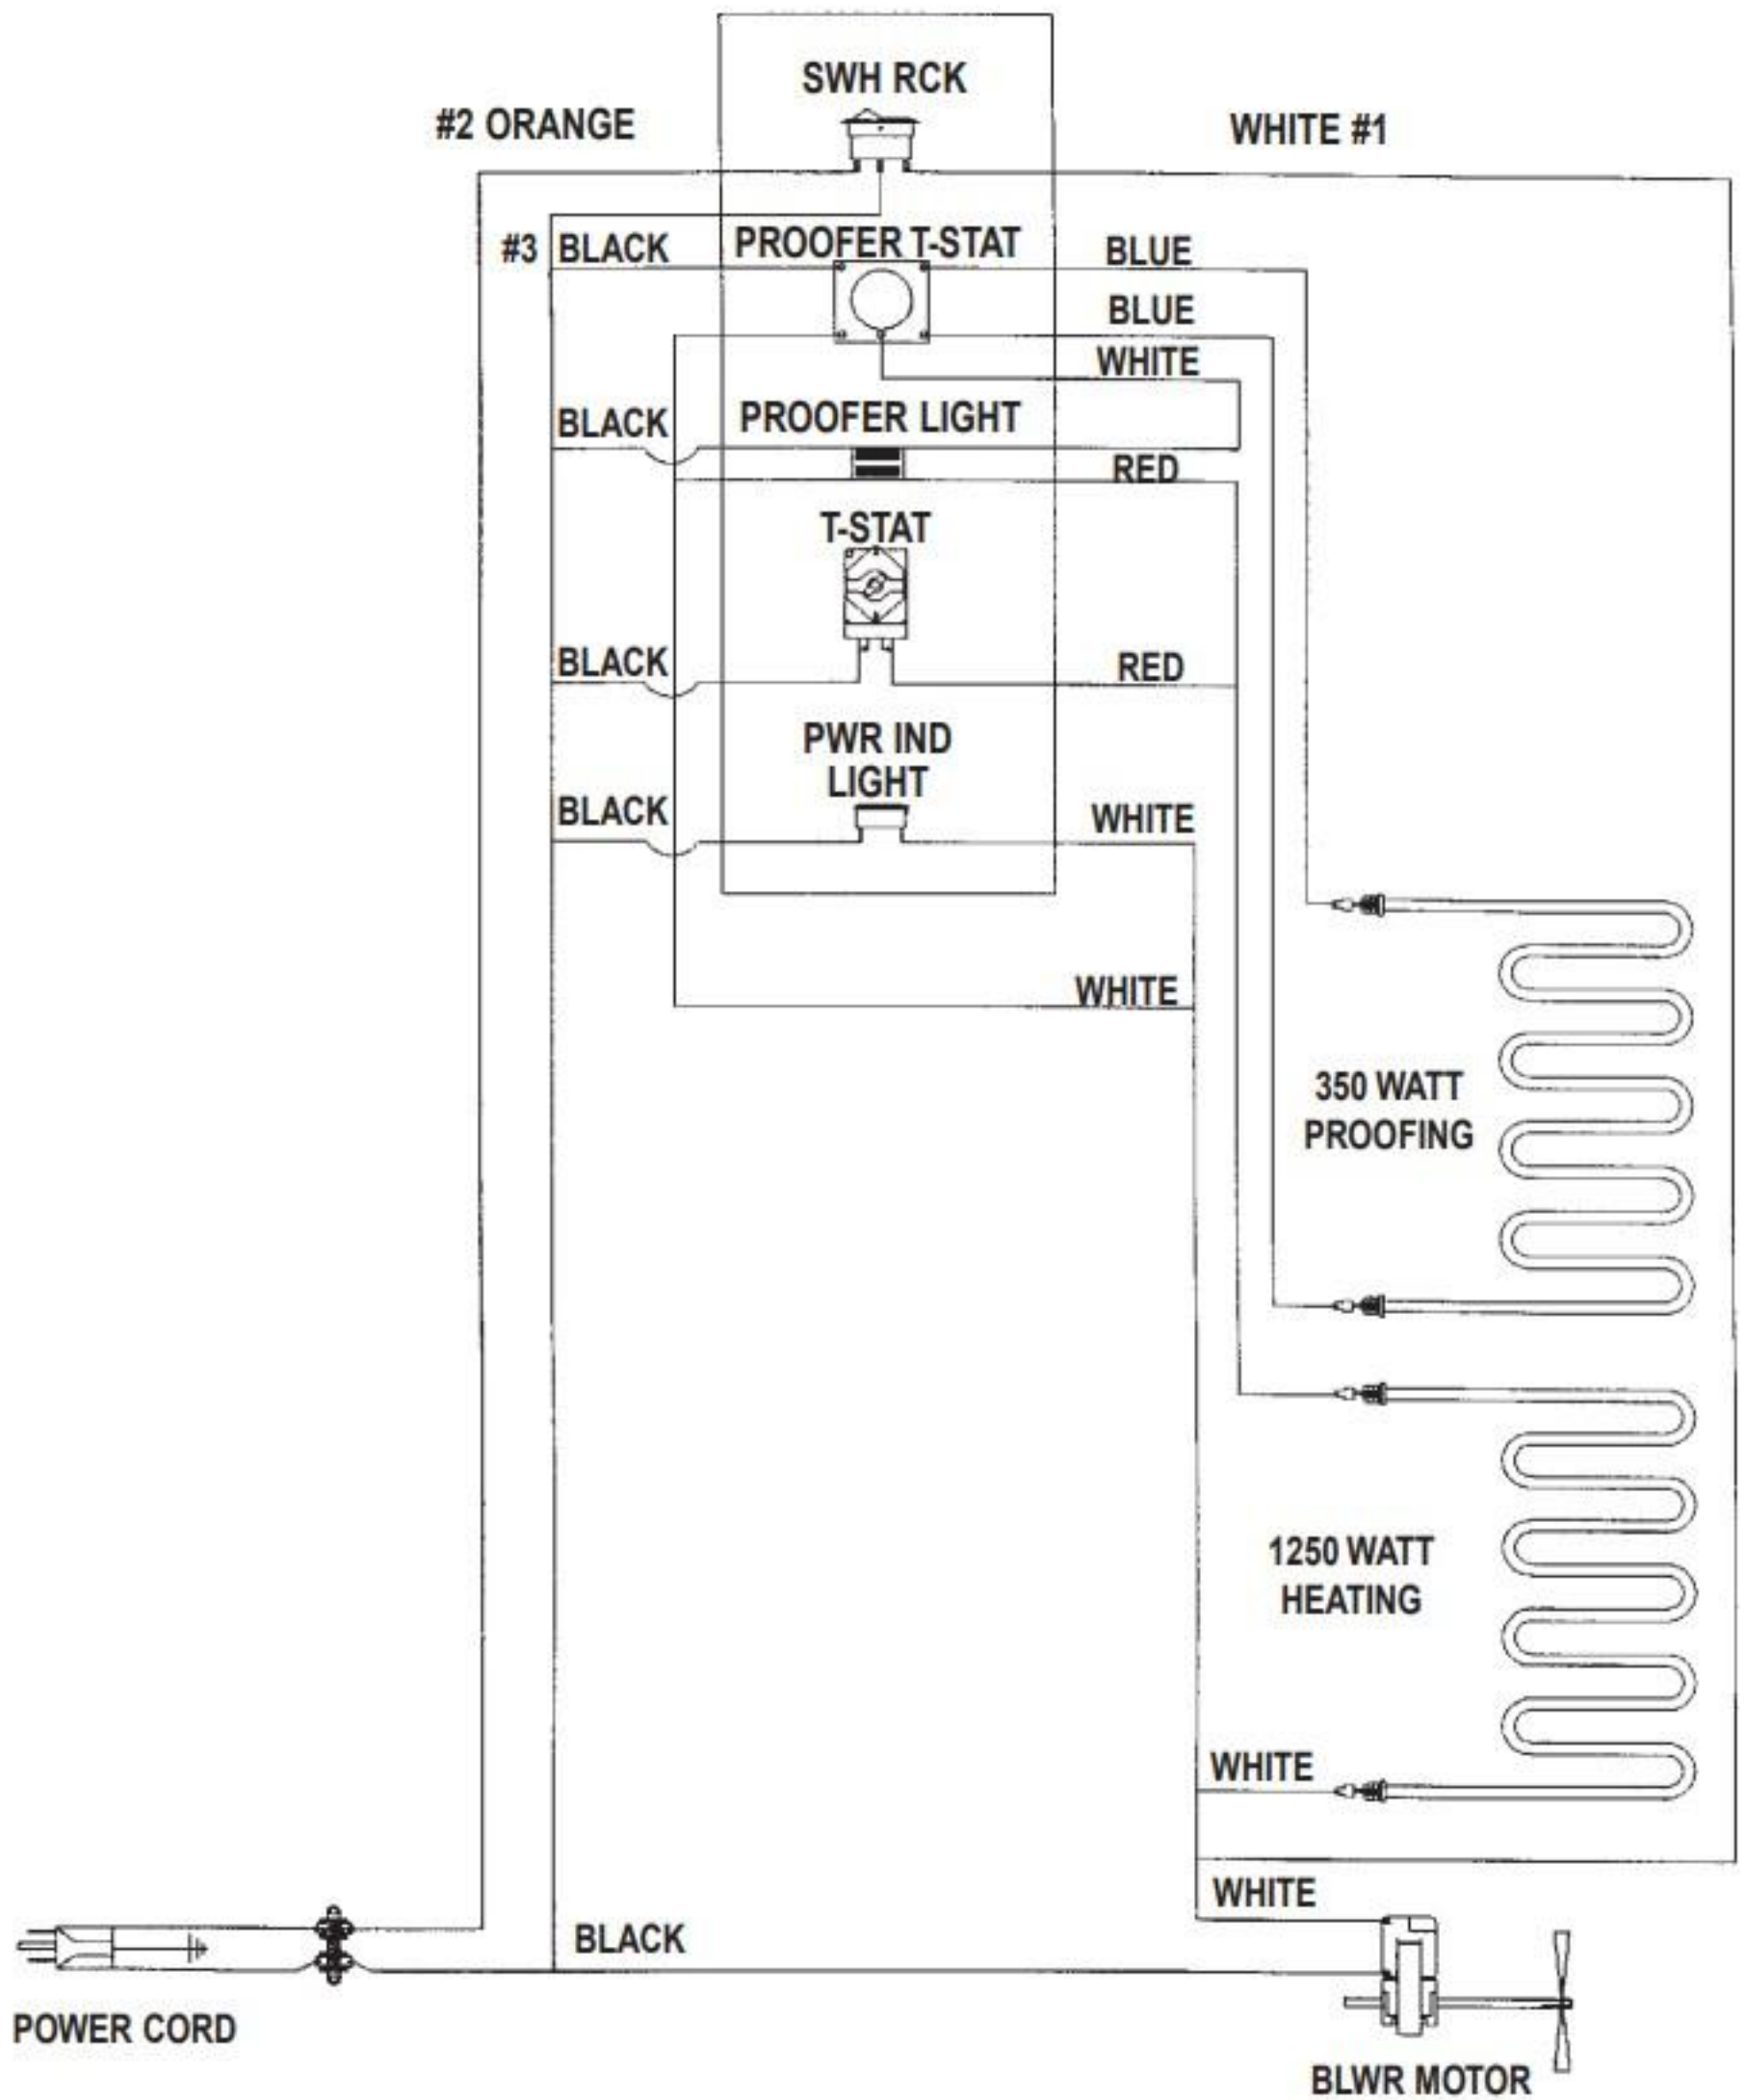 SWH RCK
#2 ORANGE
WHITE #1
#3 BLACK
PROOFER T-STAT
BLUE
BLUE
WHITE
BLACK
PROOFER LIGHT
RED
T-STAT
BLACK
RED
PWR IND
LIGHT
BLACK
WHITE
WHITE
350 WATT
PROOFING
1250 WATT
HEATING
WHITE
WHITE
BLACK
POWER CORD
BLWR MOTOR